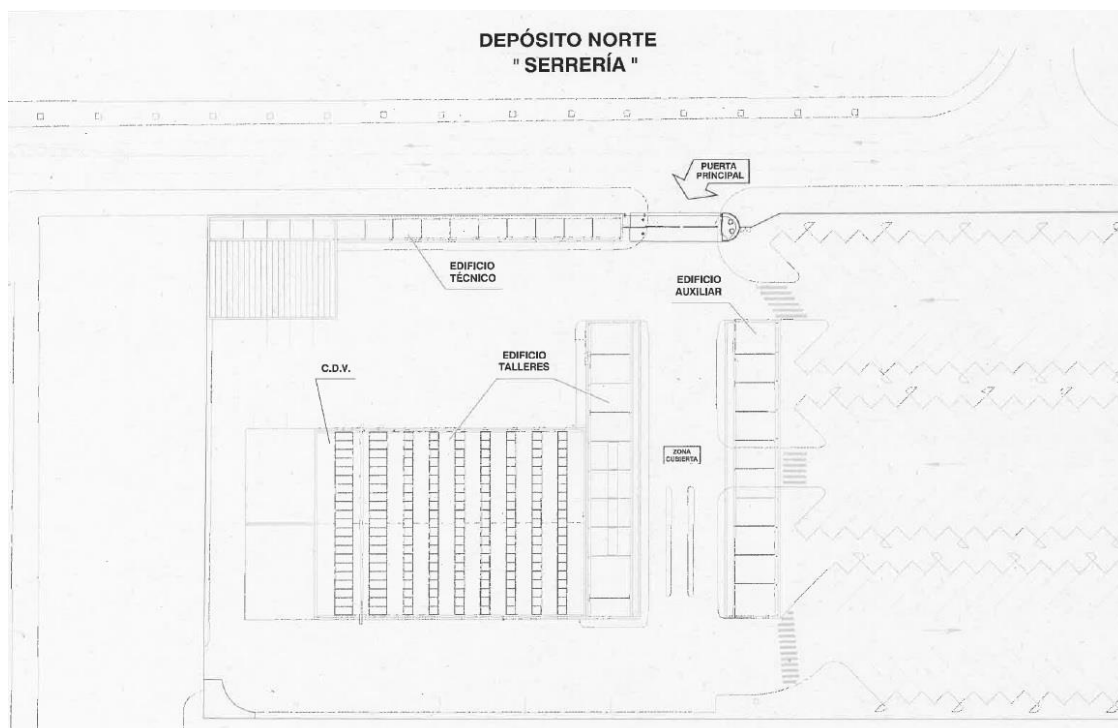 DEPÓSITO NORTE
" SERRERÍA "
PUERTA
PRINCIPAL
EDIFICIO
TÉCNICO
EDIFICIO
AUXILIAR
EDIFICIO
TALLERES
C.D.V.
ZONA
CUBIERTA